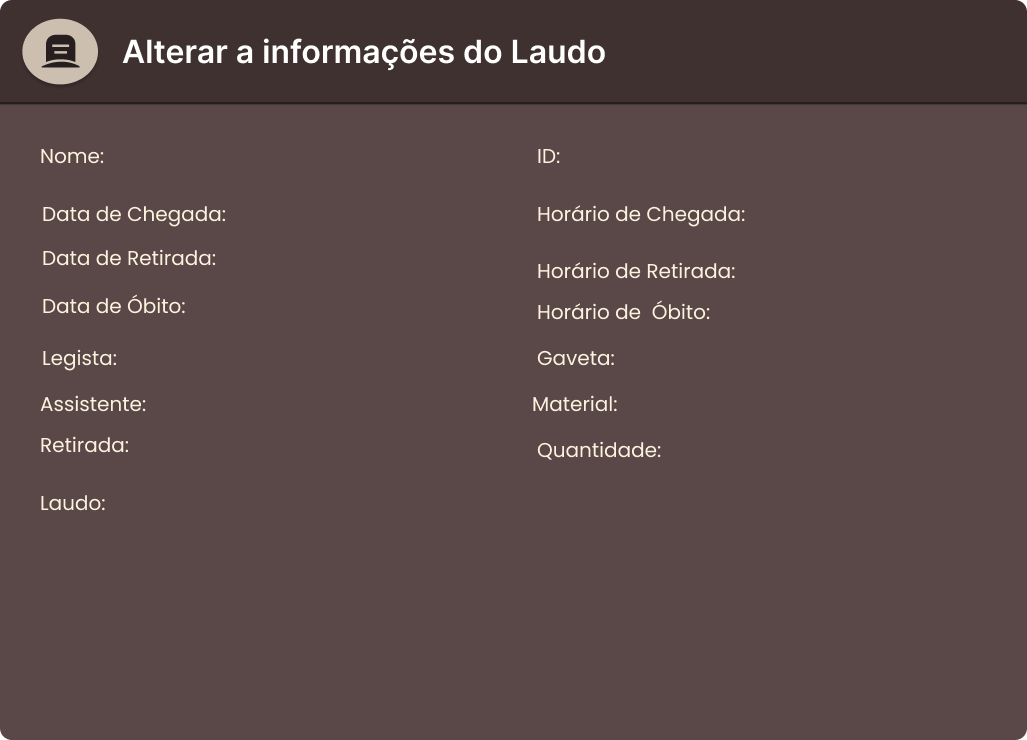 Alterar a informações do Laudo
Nome:
ID:
Data de Chegada:
Horário de Chegada:
Data de Retirada:
Horário de Retirada:
Data de Óbito:
Horário de  Óbito:
Legista:
Gaveta:
Assistente:
Material:
Retirada:
Quantidade:
Laudo: